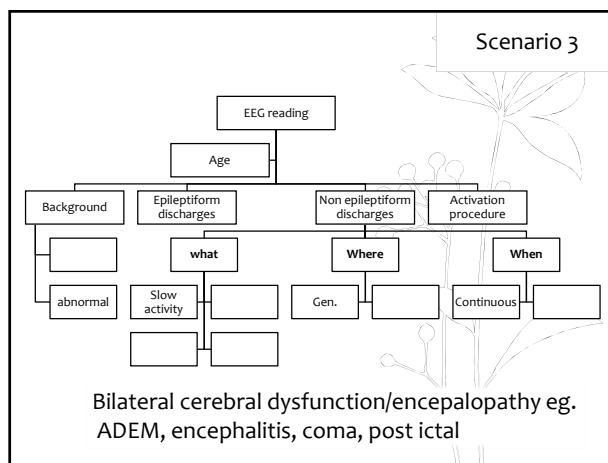 Scenario 3
EEG reading
Age
Background
Epileptiform
discharges
Non epileptiform
discharges
Activation
procedure
abnormal
what
Where
When
Slow
activity
Gen.
Continuous
Bilateral cerebral dysfunction/encepalopathy eg.
ADEM, encephalitis, coma, post ictal